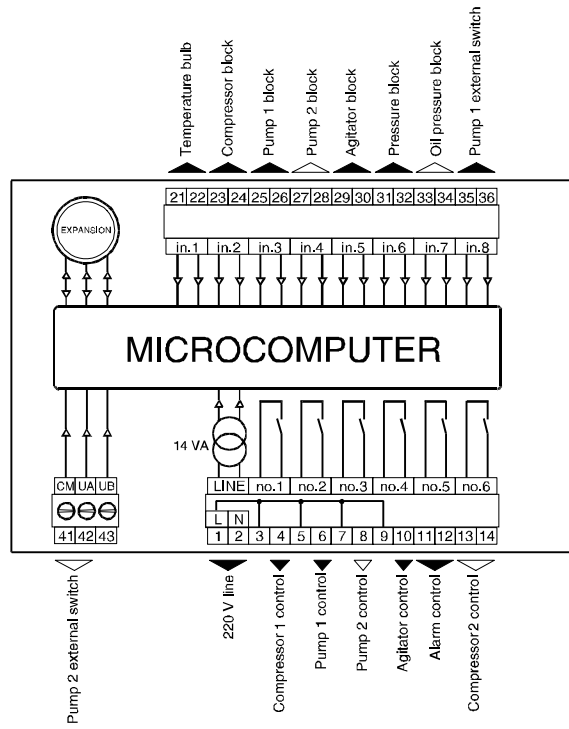 Temperature bulb
Compressor block
Pump 1 block
Pump 2 block
Agitator block
Pressure block
Oil pressure block
Pump 1 external switch
21 22 23 24 25 26 27 28 29 30 31 32 33 34 35 36
EXPANSION
in.1 in.2 in.3 in.4 in.5 in.6 in.7 in.8
MICROCOMPUTER
14 VA
CM UA UB
LINE no.1 no.2 no.3 no.4 no.5 no.6
L N
41 42 43
1 2 3 4 5 6 7 8 9 10 11 12 13 14
Pump 2 external switch
220 V line
Compressor 1 control
Pump 1 control
Pump 2 control
Agitator control
Alarm control
Compressor 2 control